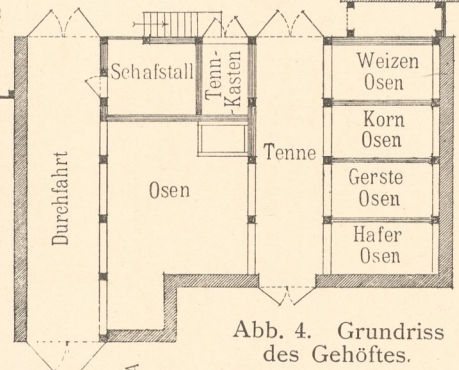 Schafstall
Tenn-
-Kasten
Weizen
Osen
Korn
Osen
Durchfahrt
Osen
Tenne
Gerste
Osen
Hafer
Osen
Abb. 4. Grundriss
des Gehöftes.